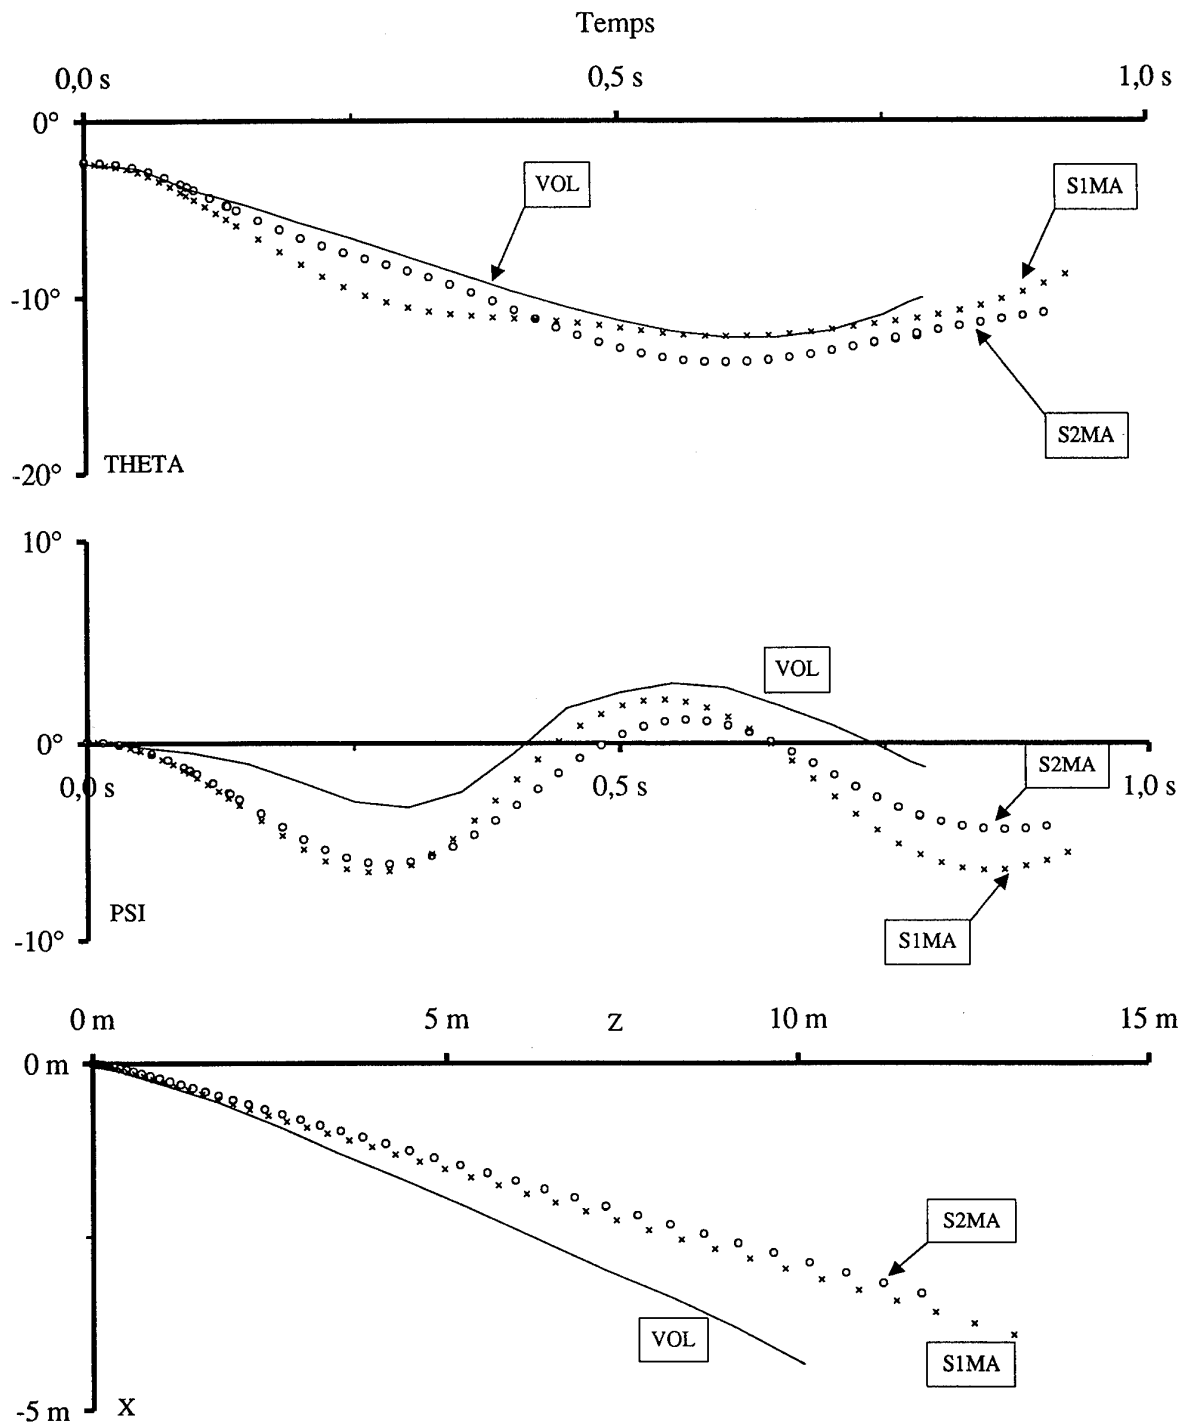 Temps
0,0 s 0,5 s 1,0 s
0°
VOL S1MA
-10°
S2MA
THETA
-20°
10°
VOL
0°
S2MA
0,0 s 0,5 s 1,0 s
PSI
S1MA
-10°
0 m 5 m Z 10 m 15 m
0 m
S2MA
VOL
S1MA
X
-5 m